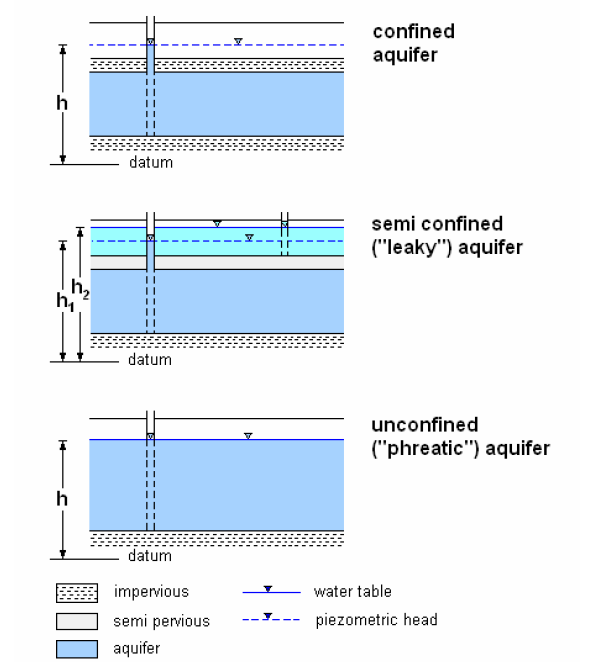 confined
aquifer
h
datum
semi confined
("leaky") aquifer
h1
h2
datum
unconfined
("phreatic") aquifer
h
datum
impervious
water table
semi pervious
piezometric head
aquifer